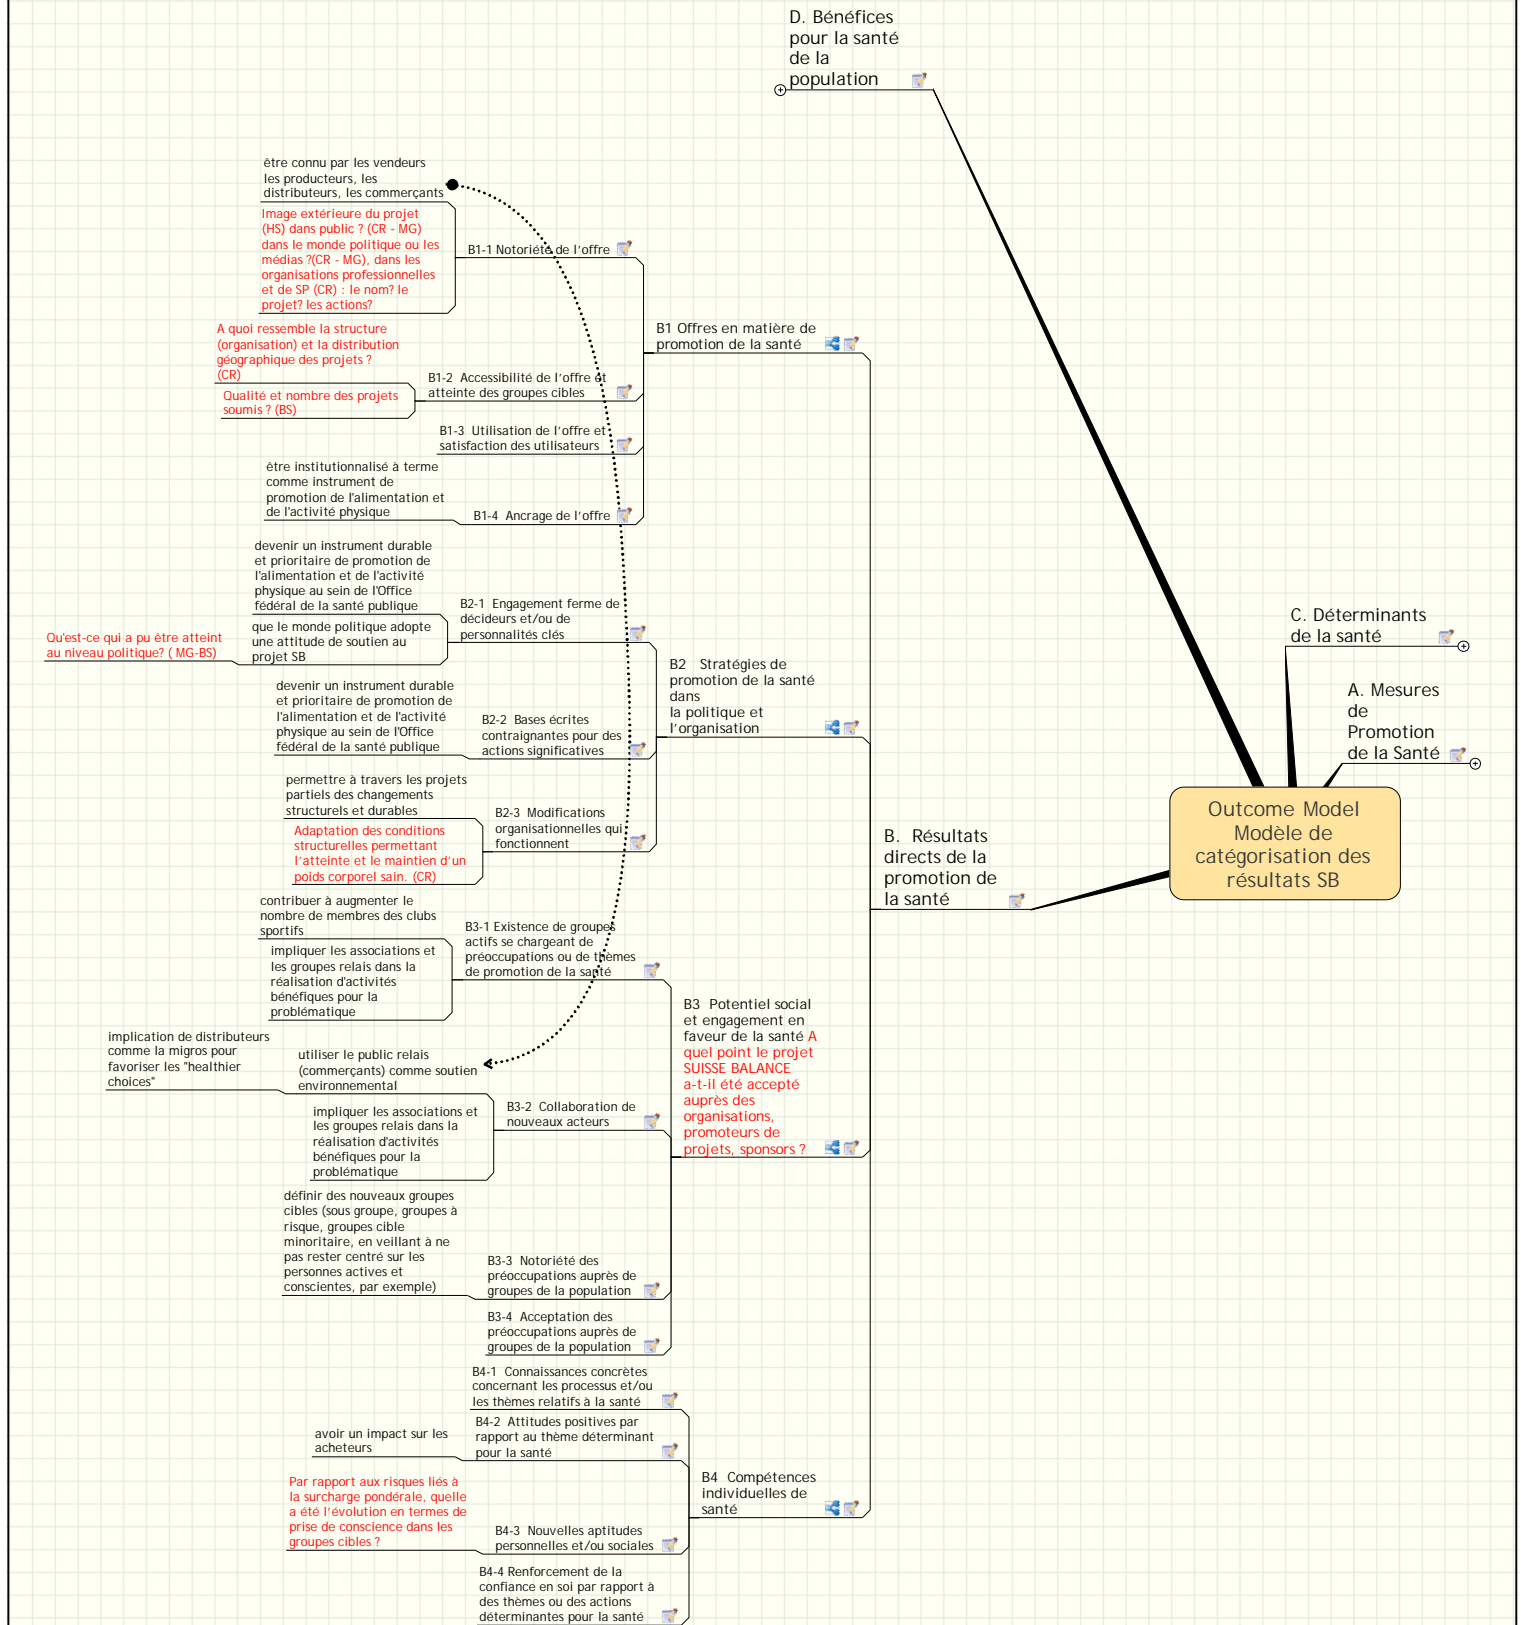 D. Bénéfices
pour la santé
de la
population
être connu par les vendeurs
les producteurs, les
distributeurs, les commerçants
Image extérieure du projet
(HS) dans public ? (CR - MG)
dans le monde politique ou les
médias ?(CR - MG), dans les
organisations professionnelles
et de SP (CR) : le nom? le
projet? les actions?
B1-1 Notoriété de l’offre
A quoi ressemble la structure
(organisation) et la distribution
géographique des projets ?
(CR)
Qualité et nombre des projets
soumis ? (BS)
B1-2 Accessibilité de l’offre et
atteinte des groupes cibles
B1-3 Utilisation de l’offre et
satisfaction des utilisateurs
être institutionnalisé à terme
comme instrument de
promotion de l'alimentation et
de l'activité physique
B1-4 Ancrage de l’offre
B1 Offres en matière de
promotion de la santé
devenir un instrument durable
et prioritaire de promotion de
l'alimentation et de l'activité
physique au sein de l'Office
fédéral de la santé publique
Qu'est-ce qui a pu être atteint
au niveau politique? ( MG-BS)
que le monde politique adopte
une attitude de soutien au
projet SB
B2-1 Engagement ferme de
décideurs et/ou de
personnalités clés
devenir un instrument durable
et prioritaire de promotion de
l'alimentation et de l'activité
physique au sein de l'Office
fédéral de la santé publique
B2-2 Bases écrites
contraignantes pour des
actions significatives
permettre à travers les projets
partiels des changements
structurels et durables
Adaptation des conditions
structurelles permettant
l’atteinte et le maintien d’un
poids corporel sain. (CR)
B2-3 Modifications
organisationnelles qui
fonctionnent
B2 Stratégies de
promotion de la santé
dans
la politique et
l’organisation
contribuer à augmenter le
nombre de membres des clubs
sportifs
impliquer les associations et
les groupes relais dans la
réalisation d'activités
bénéfiques pour la
problématique
B3-1 Existence de groupes
actifs se chargeant de
préoccupations ou de thèmes
de promotion de la santé
implication de distributeurs
comme la migros pour
favoriser les "healthier
choices"
utiliser le public relais
(commerçants) comme soutien
environnemental
impliquer les associations et
les groupes relais dans la
réalisation d'activités
bénéfiques pour la
problématique
B3-2 Collaboration de
nouveaux acteurs
définir des nouveaux groupes
cibles (sous groupe, groupes à
risque, groupes cible
minoritaire, en veillant à ne
pas rester centré sur les
personnes actives et
conscientes, par exemple)
B3-3 Notoriété des
préoccupations auprès de
groupes de la population
B3-4 Acceptation des
préoccupations auprès de
groupes de la population
B3 Potentiel social
et engagement en
faveur de la santé A
quel point le projet
SUISSE BALANCE
a-t-il été accepté
auprès des
organisations,
promoteurs de
projets, sponsors ?
B4-1 Connaissances concrètes
concernant les processus et/ou
les thèmes relatifs à la santé
avoir un impact sur les
acheteurs
B4-2 Attitudes positives par
rapport au thème déterminant
pour la santé
Par rapport aux risques liés à
la surcharge pondérale, quelle
a été l’évolution en termes de
prise de conscience dans les
groupes cibles ?
B4-3 Nouvelles aptitudes
personnelles et/ou sociales
B4-4 Renforcement de la
confiance en soi par rapport à
des thèmes ou des actions
déterminantes pour la santé
B4 Compétences
individuelles de
santé
B. Résultats
directs de la
promotion de
la santé
C. Déterminants
de la santé
A. Mesures
de
Promotion
de la Santé
Outcome Model
Modèle de
catégorisation des
résultats SB